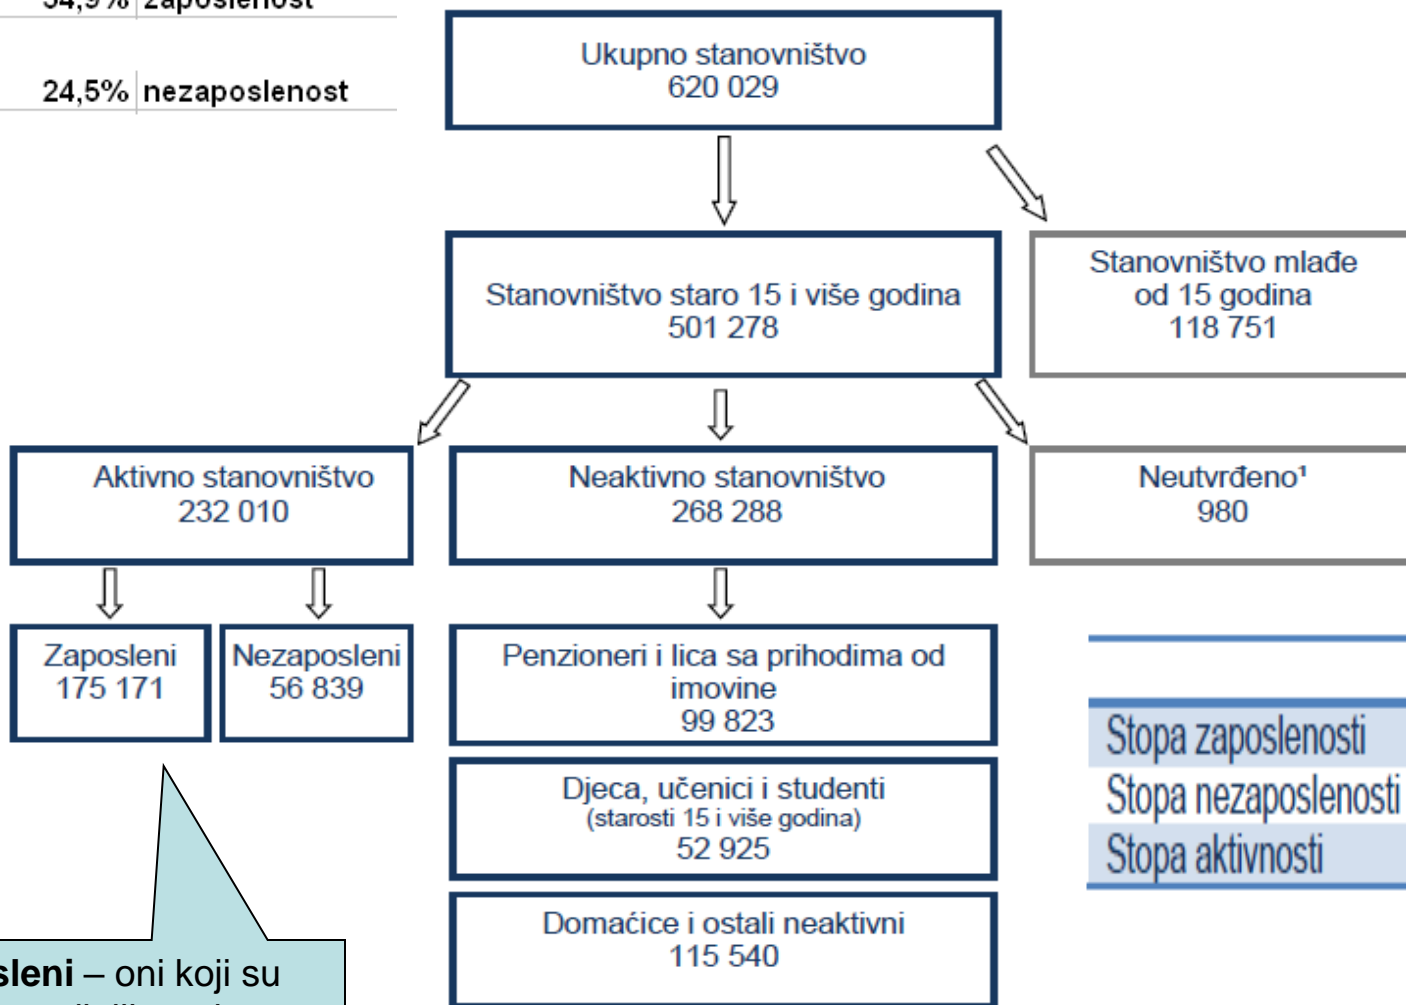 zaposlenost
24,5% nezaposlenost
Ukupno stanovništvo
620 029
Stanovništvo staro 15 i više godina
501 278
Stanovništvo mlađe
od 15 godina
118 751
Aktivno stanovništvo
232 010
Neaktivno stanovništvo
268 288
Neutvrđeno¹
980
Zaposleni
175 171
Nezaposleni
56 839
Penzioneri i lica sa prihodima od
imovine
99 823
Djeca, učenici i studenti
(starosti 15 i više godina)
52 925
Domaćice i ostali neaktivni
115 540
Stopa zaposlenosti
Stopa nezaposlenosti
Stopa aktivnosti
sleni – oni koji su